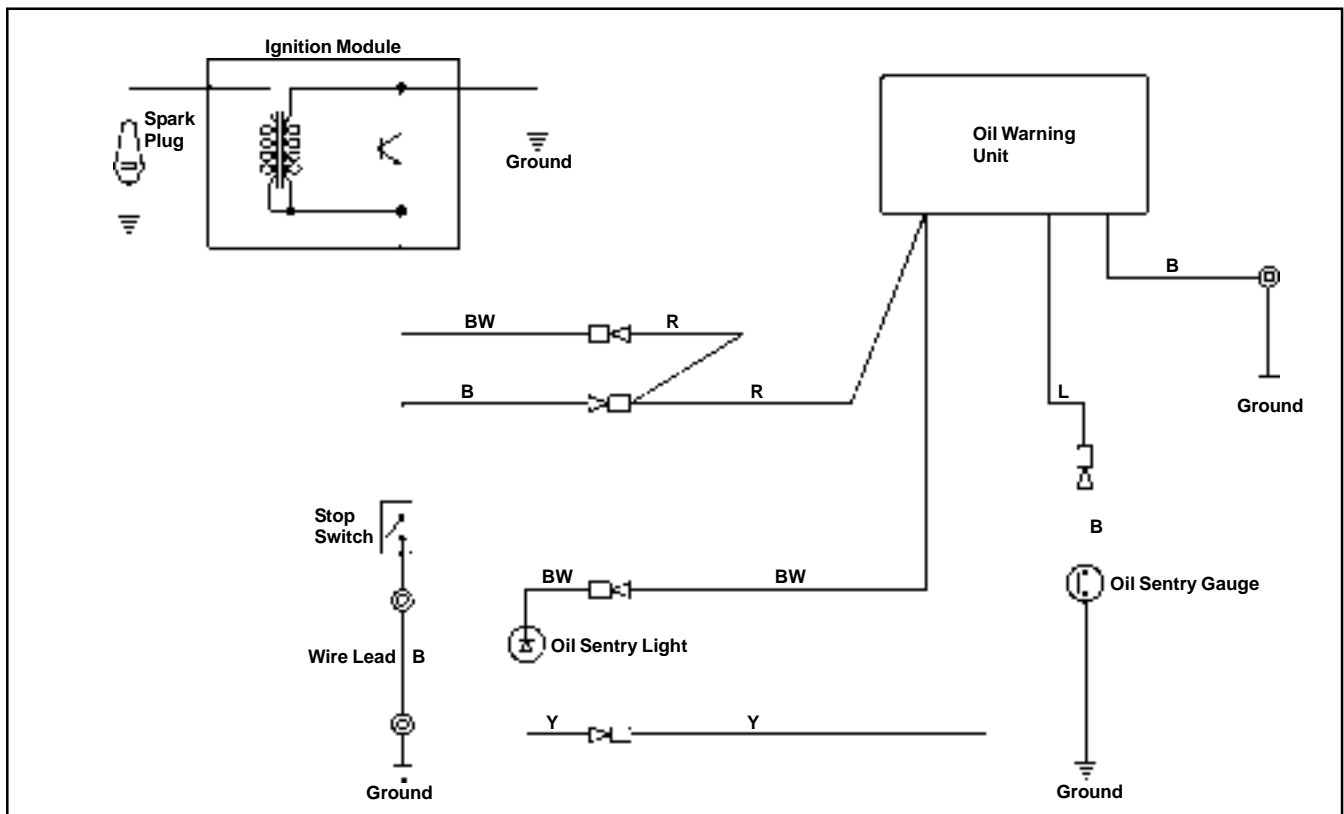 Ignition Module
Spark
Plug
Ground
Oil Warning
Unit
B
BW
R
B
R
L
Ground
Stop
Switch
B
BW
BW
Oil Sentry Gauge
Oil Sentry Light
Wire Lead
B
Y
Y
Ground
Ground